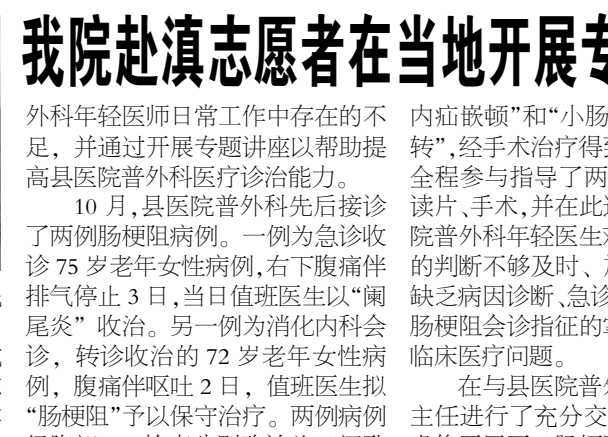 我院赴滇志愿者在当地开展
外科年轻医师日常工作中存在的不
足，并通过开展专题讲座以帮助提
高县医院普外科医疗诊治能力。
10 月,县医院普外科先后接诊
了两例肠梗阻病例。一例为急诊收
诊 75 岁老年女性病例,右下腹痛伴
排气停止 3 日,当日值班医生以“阑
尾炎”收治。另一例为消化内科会
诊，转诊收治的 72 岁老年女性病
例，腹痛伴呕吐 2 日，值班医生拟
“肠梗阻”予以保守治疗。两例病例
内疝嵌顿”和“小肠
转”,经手术治疗得
全程参与指导了两
读片、手术,并在此
院普外科年轻医生
的判断不够及时、
缺乏病因诊断、急诊
肠梗阻会诊指征的
临床医疗问题。
在与县医院普
主任进行了充分交